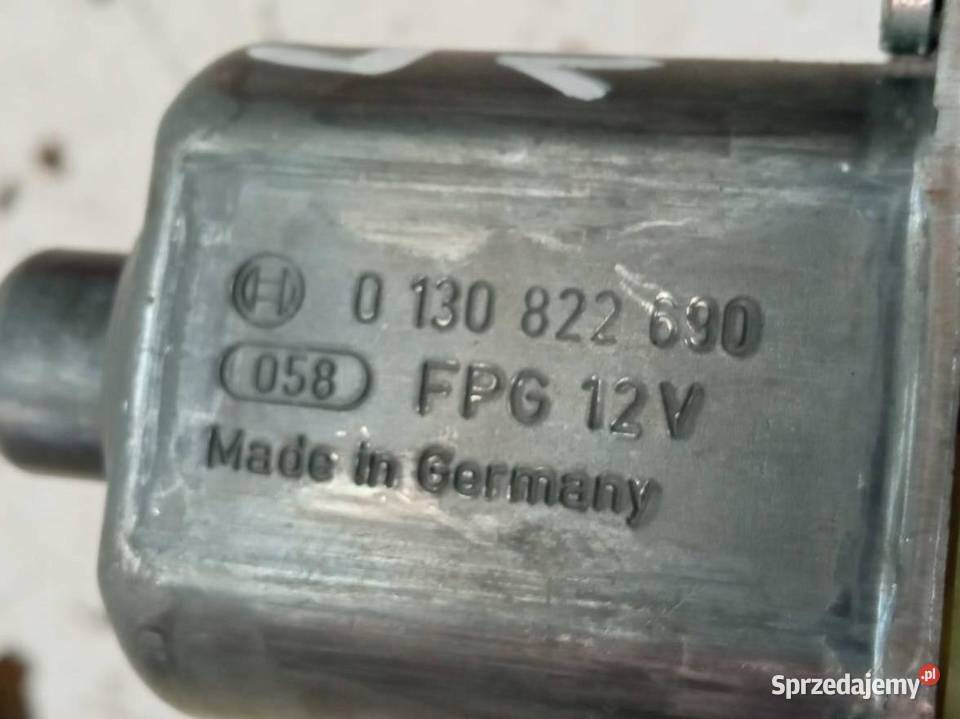 0 130 822 690
058 FPG 12V
Made in Germany
Sprzedajemy.pl